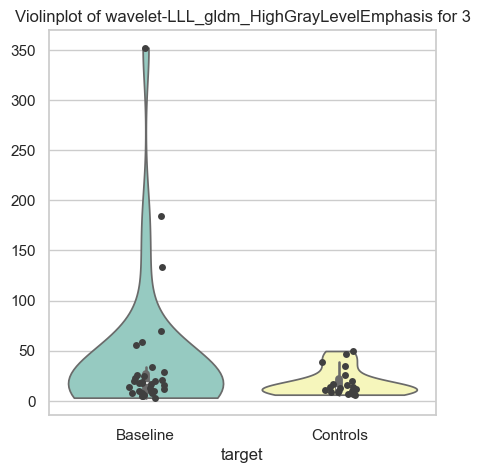 Violinplot of wavelet-LLL_gldm_HighGrayLevelEmphasis for 3
350
300
250
200
150
100
50
0
Baseline
Controls
target